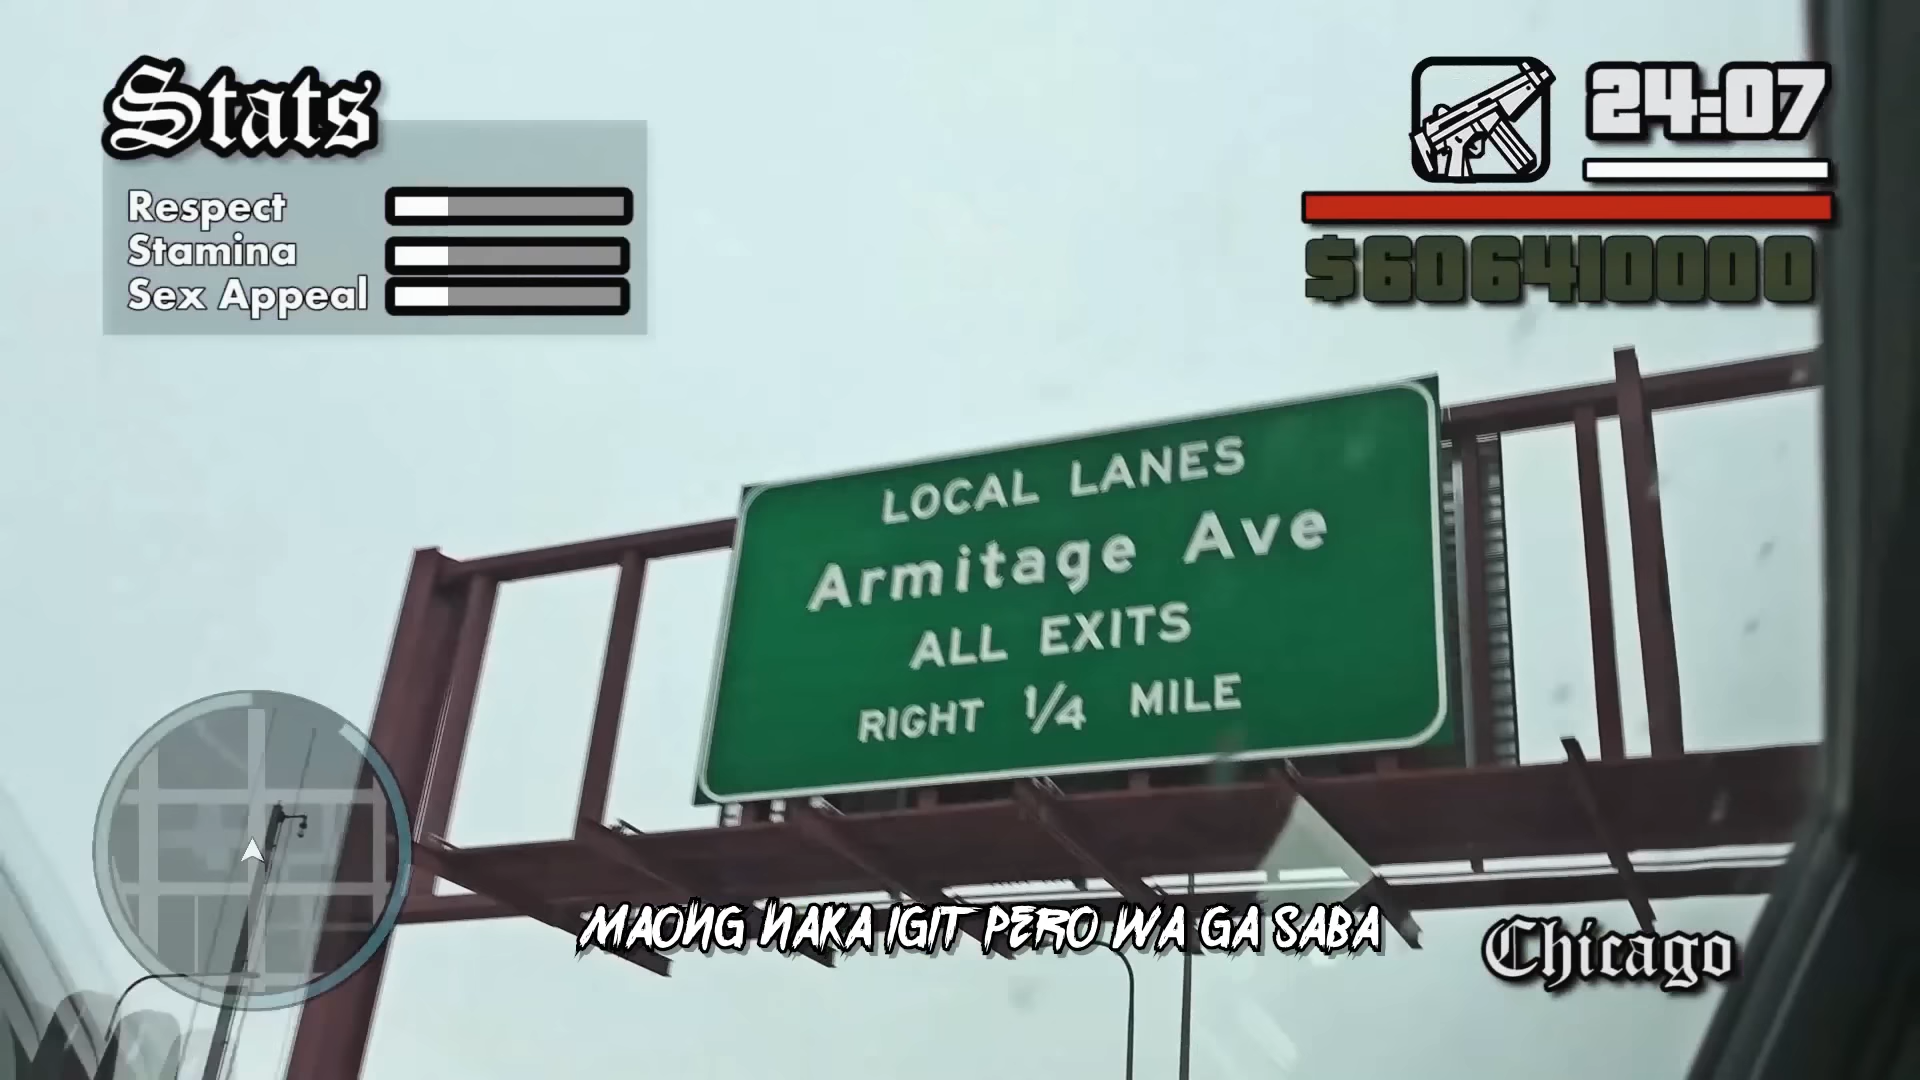 Stats
Respect
Stamina
Sex Appeal
24:07
$606410000
LOCAL LANES
Armitage Ave
ALL EXITS
RIGHT 1/4 MILE
MAONG NAKA IGIT PERO WA GA SABA
Chicago